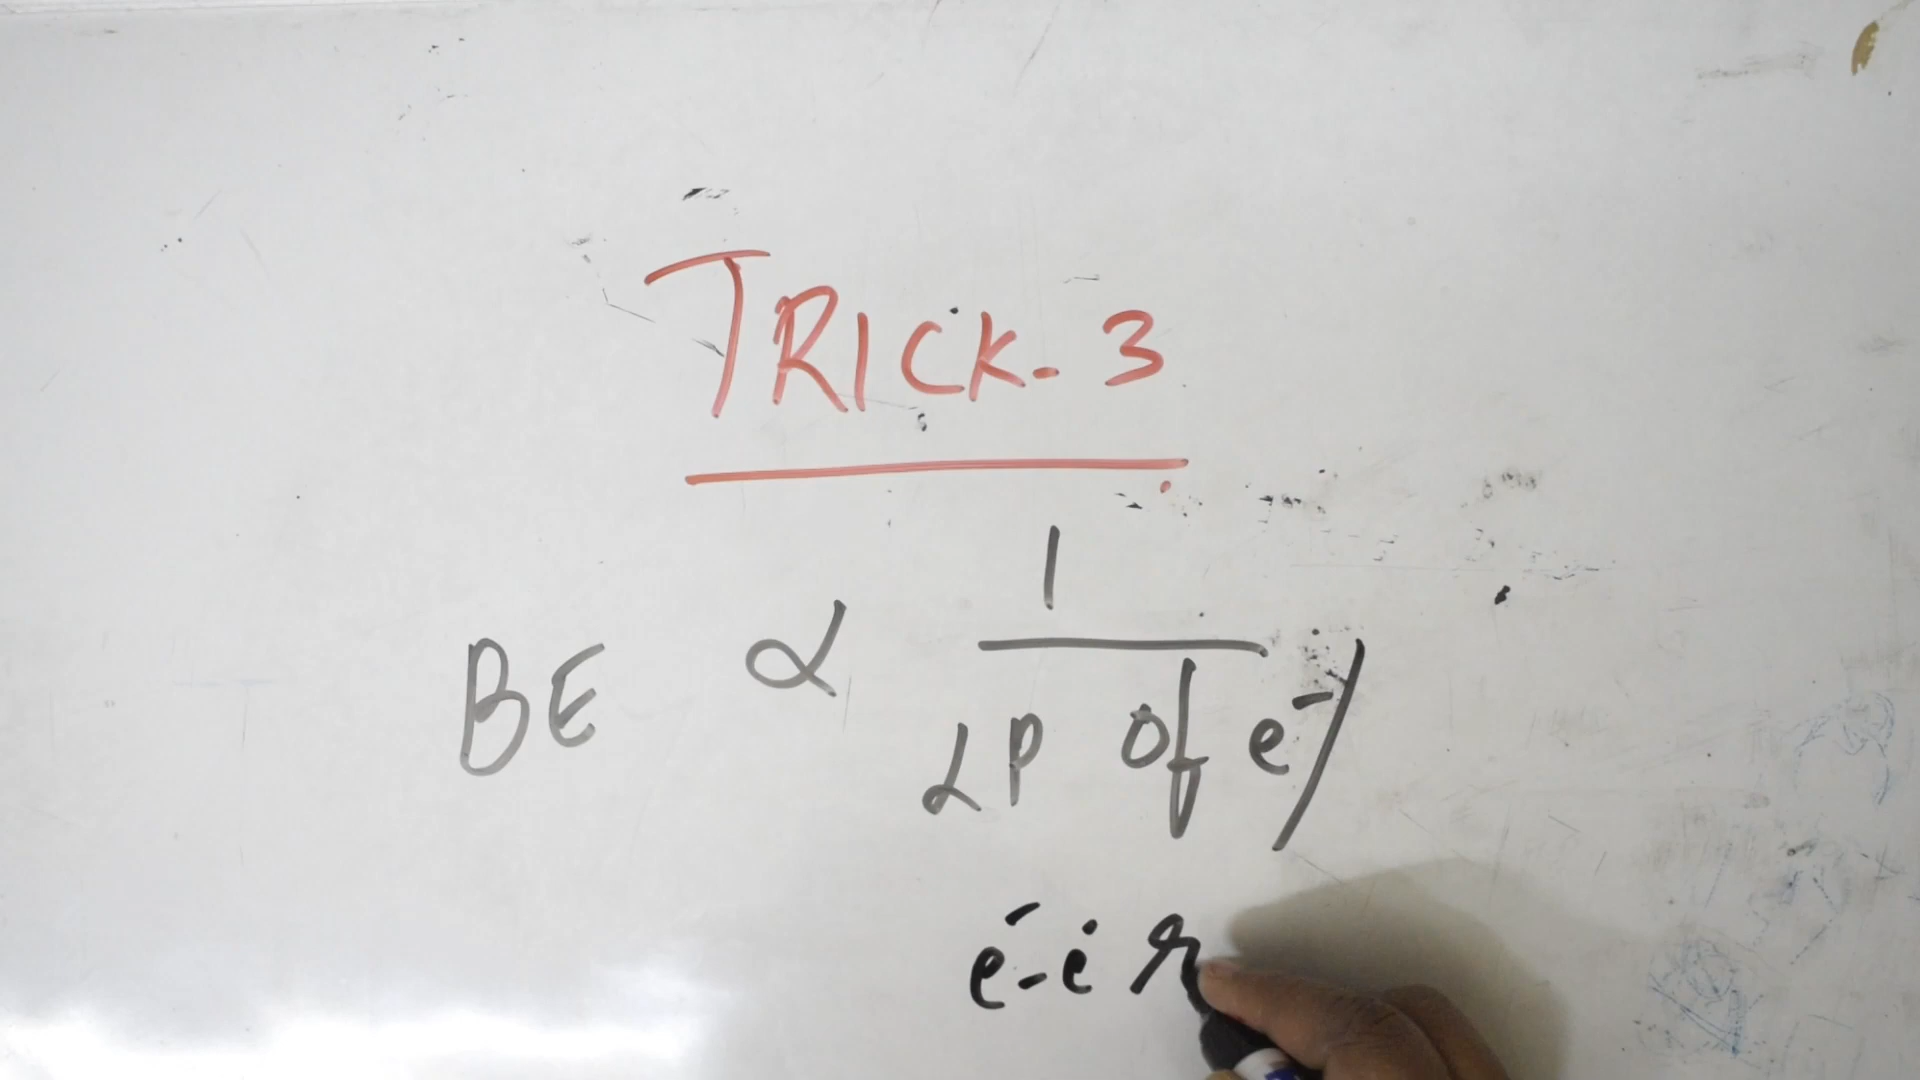 TRICK-3
BE ∝ 1
LP of e⁻
e⁻-e⁻ r